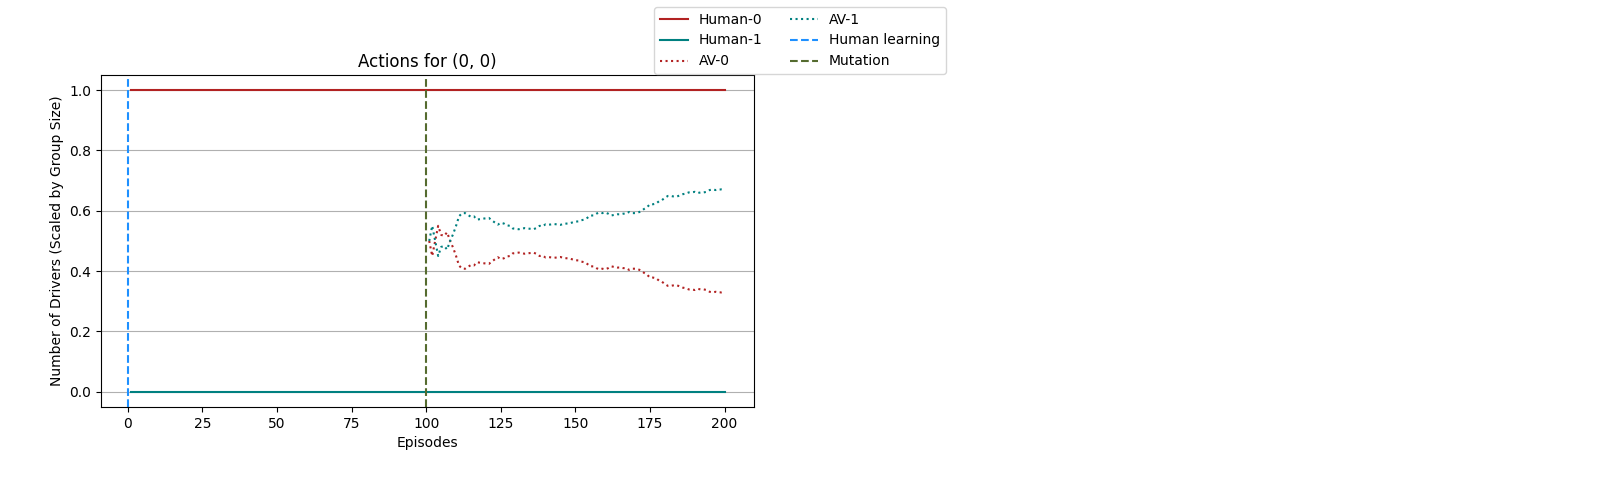 Human-0
Human-1
AV-0
AV-1
Human learning
Mutation
Actions for (0, 0)
Number of Drivers (Scaled by Group Size)
1.0
0.8
0.6
0.4
0.2
0.0
0 25 50 75 100 125 150 175 200
Episodes